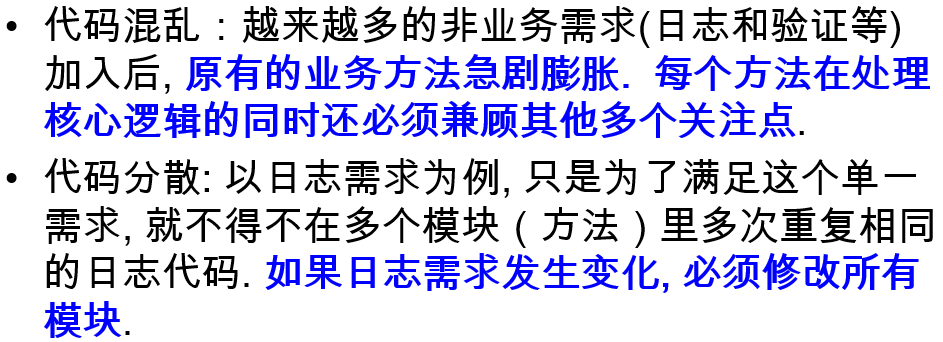 • 代码混乱：越来越多的非业务需求(日志和验证等)
加入后, 原有的业务方法急剧膨胀.  每个方法在处理
核心逻辑的同时还必须兼顾其他多个关注点.
• 代码分散: 以日志需求为例, 只是为了满足这个单一
需求, 就不得不在多个模块（方法）里多次重复相同
的日志代码. 如果日志需求发生变化, 必须修改所有
模块.